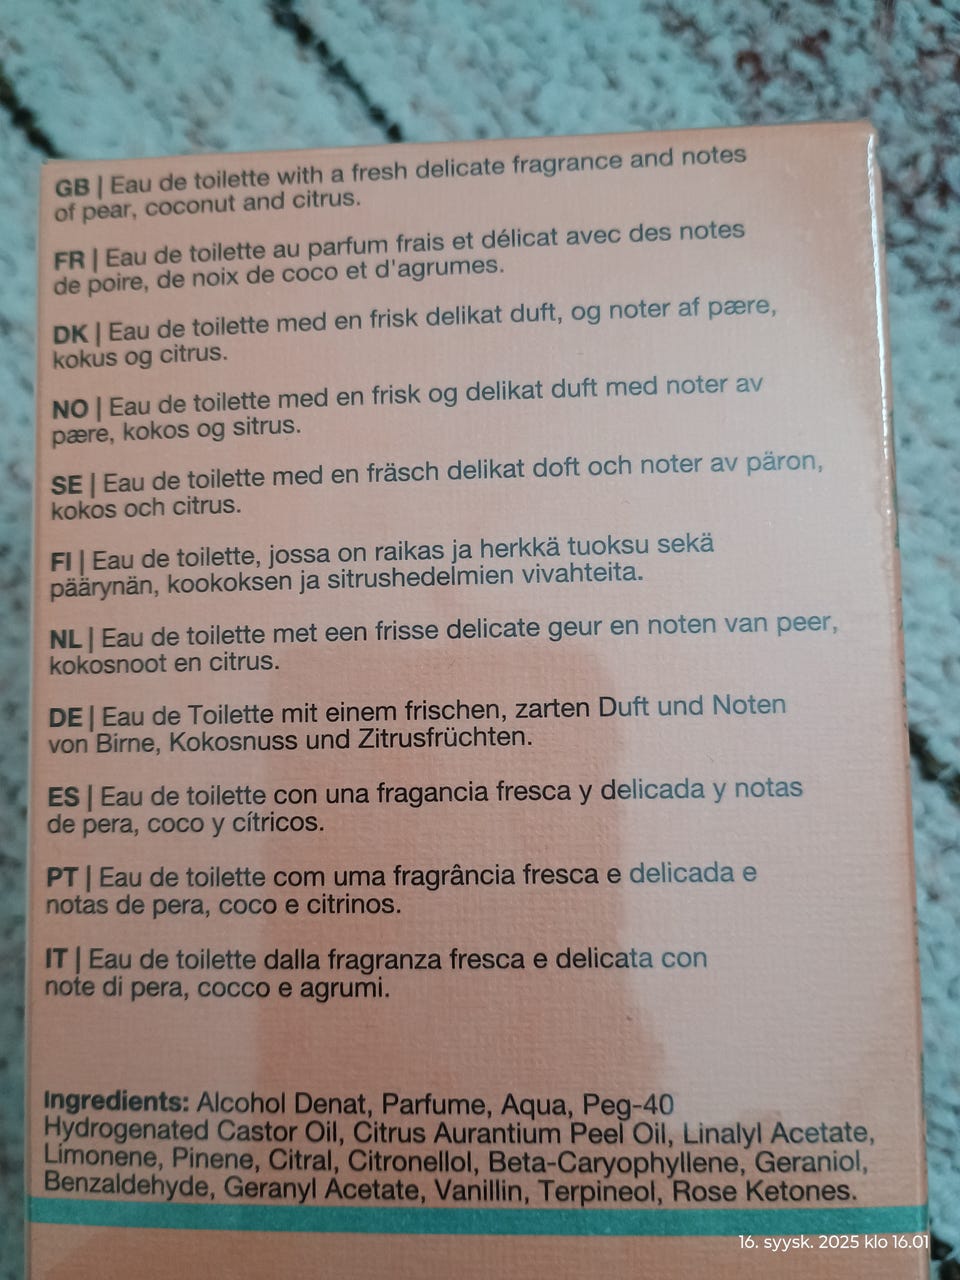 GB | Eau de toilette with a fresh delicate fragrance and notes
of pear, coconut and citrus.
FR | Eau de toilette au parfum frais et délicat avec des notes
de poire, de noix de coco et d'agrumes.
DK | Eau de toilette med en frisk delikat duft, og noter af pære,
kokus og citrus.
NO | Eau de toilette med en frisk og delikat duft med noter av
pære, kokos og sitrus.
SE | Eau de toilette med en fräsch delikat doft och noter av päron,
kokos och citrus.
FI | Eau de toilette, jossa on raikas ja herkkä tuoksu sekä
päärynän, kookoksen ja sitrushedelmien vivahteita.
NL | Eau de toilette met een frisse delicate geur en noten van peer,
kokosnoot en citrus.
DE | Eau de Toilette mit einem frischen, zarten Duft und Noten
von Birne, Kokosnuss und Zitrusfrüchten.
ES | Eau de toilette con una fragancia fresca y delicada y notas
de pera, coco y cítricos.
PT | Eau de toilette com uma fragrância fresca e delicada e
notas de pera, coco e citrinos.
IT | Eau de toilette dalla fragranza fresca e delicata con
note di pera, cocco e agrumi.
Ingredients: Alcohol Denat, Parfume, Aqua, Peg-40
Hydrogenated Castor Oil, Citrus Aurantium Peel Oil, Linalyl Acetate,
Limonene, Pinene, Citral, Citronellol, Beta-Caryophyllene, Geraniol,
Benzaldehyde, Geranyl Acetate, Vanillin, Terpineol, Rose Ketones.
16. syysk. 2025 klo 16.01